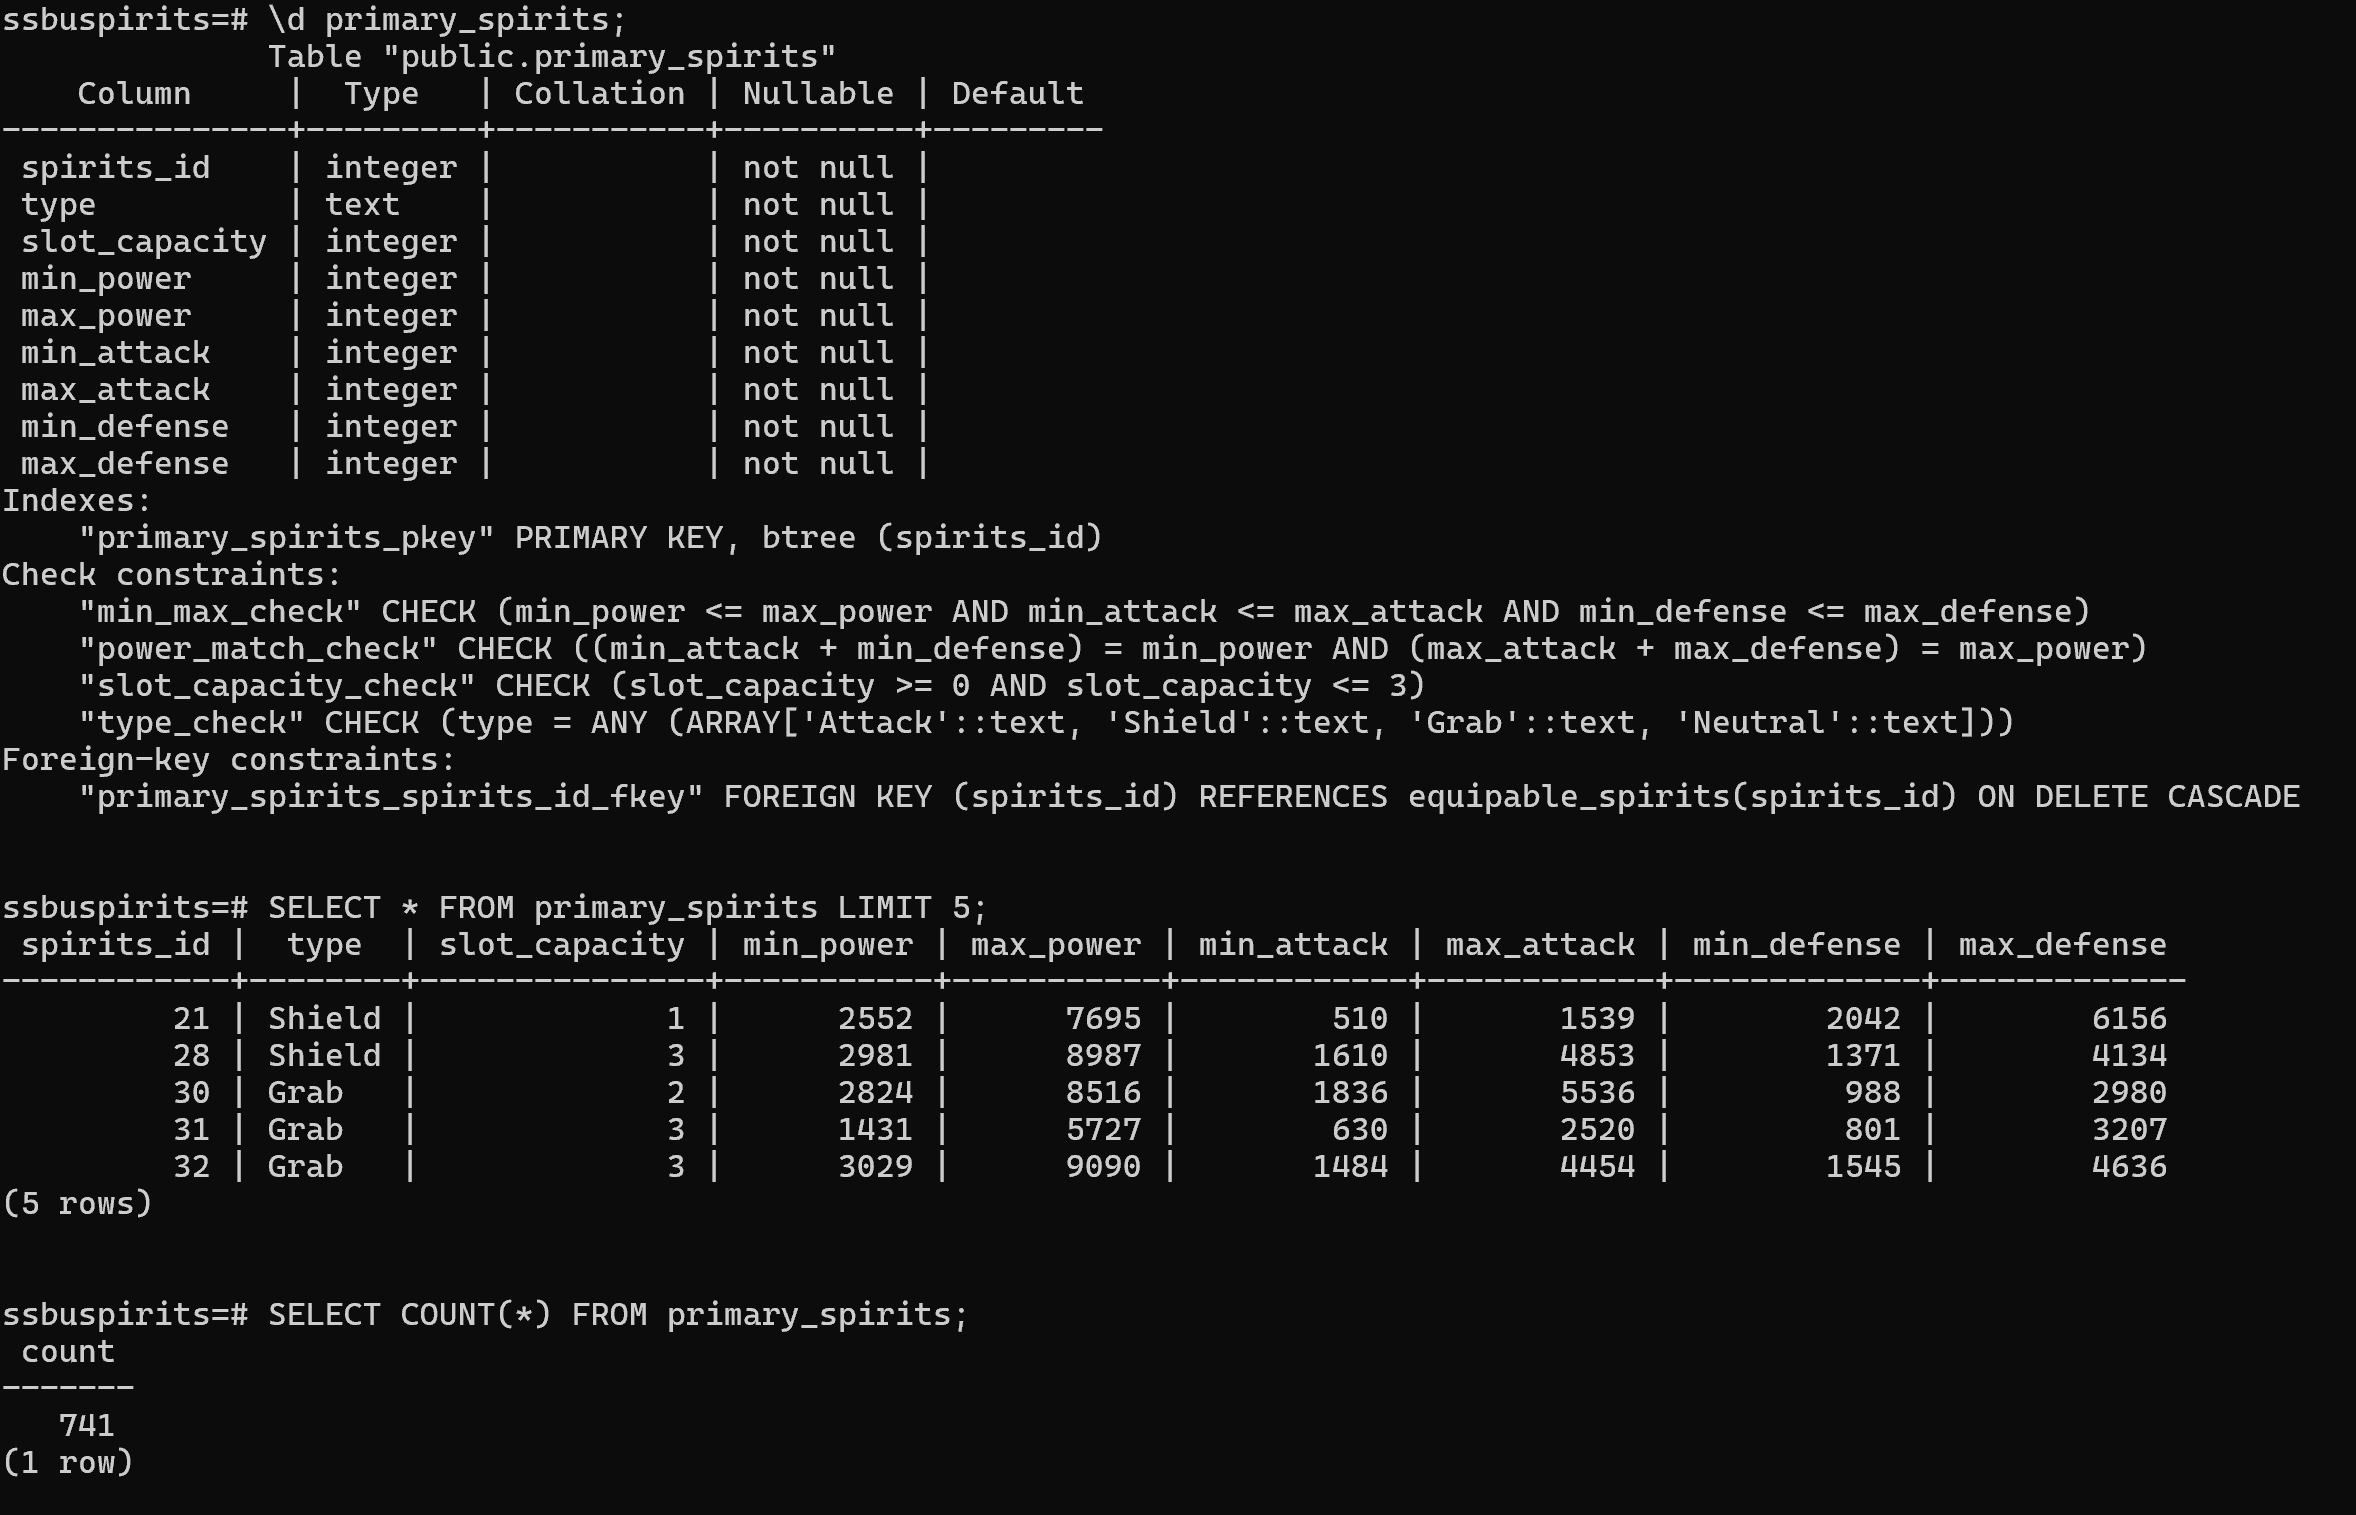 ssbuspirits=# \d primary_spirits;
              Table "public.primary_spirits"
    Column     |  Type   | Collation | Nullable | Default
---------------+---------+-----------+----------+---------
 spirits_id    | integer |           | not null |
 type          | text    |           | not null |
 slot_capacity | integer |           | not null |
 min_power     | integer |           | not null |
 max_power     | integer |           | not null |
 min_attack    | integer |           | not null |
 max_attack    | integer |           | not null |
 min_defense   | integer |           | not null |
 max_defense   | integer |           | not null |
Indexes:
    "primary_spirits_pkey" PRIMARY KEY, btree (spirits_id)
Check constraints:
    "min_max_check" CHECK (min_power <= max_power AND min_attack <= max_attack AND min_defense <= max_defense)
    "power_match_check" CHECK ((min_attack + min_defense) = min_power AND (max_attack + max_defense) = max_power)
    "slot_capacity_check" CHECK (slot_capacity >= 0 AND slot_capacity <= 3)
    "type_check" CHECK (type = ANY (ARRAY['Attack'::text, 'Shield'::text, 'Grab'::text, 'Neutral'::text]))
Foreign-key constraints:
    "primary_spirits_spirits_id_fkey" FOREIGN KEY (spirits_id) REFERENCES equipable_spirits(spirits_id) ON DELETE CASCADE
ssbuspirits=# SELECT * FROM primary_spirits LIMIT 5;
 spirits_id |  type  | slot_capacity | min_power | max_power | min_attack | max_attack | min_defense | max_defense
------------+--------+---------------+-----------+-----------+------------+------------+-------------+-------------
         21 | Shield |             1 |      2552 |      7695 |        510 |       1539 |        2042 |        6156
         28 | Shield |             3 |      2981 |      8987 |       1610 |       4853 |        1371 |        4134
         30 | Grab   |             2 |      2824 |      8516 |       1836 |       5536 |         988 |        2980
         31 | Grab   |             3 |      1431 |      5727 |        630 |       2520 |         801 |        3207
         32 | Grab   |             3 |      3029 |      9090 |       1484 |       4454 |        1545 |        4636
(5 rows)
ssbuspirits=# SELECT COUNT(*) FROM primary_spirits;
 count
-------
   741
(1 row)